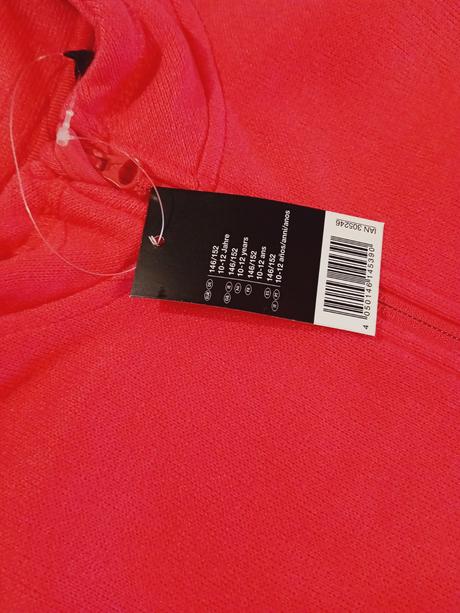 146/152
10-12 Jahre
146/152
10-12 years
146/152
10-12 ans
146/152
10-12 años/anni/anos
IAN 305246
4 050146 145390